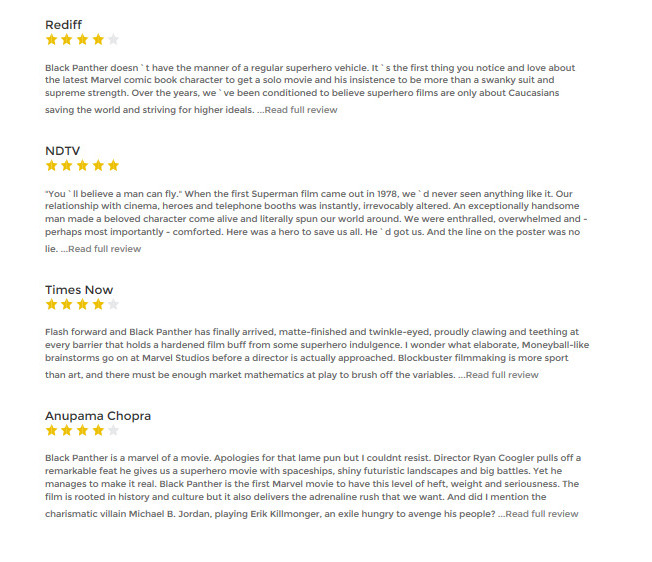 Rediff
Black Panther doesn`t have the manner of a regular superhero vehicle. It`s the first thing you notice and love about
the latest Marvel comic book character to get a solo movie and his insistence to be more than a swanky suit and
supreme strength. Over the years, we`ve been conditioned to believe superhero films are only about Caucasians
saving the world and striving for higher ideals. ...Read full review
NDTV
"You`ll believe a man can fly." When the first Superman film came out in 1978, we`d never seen anything like it. Our
relationship with cinema, heroes and telephone booths was instantly, irrevocably altered. An exceptionally handsome
man made a beloved character come alive and literally spun our world around. We were enthralled, overwhelmed and -
perhaps most importantly - comforted. Here was a hero to save us all. He`d got us. And the line on the poster was no
lie. ...Read full review
Times Now
Flash forward and Black Panther has finally arrived, matte-finished and twinkle-eyed, proudly clawing and teething at
every barrier that holds a hardened film buff from some superhero indulgence. I wonder what elaborate, Moneyball-like
brainstorms go on at Marvel Studios before a director is actually approached. Blockbuster filmmaking is more sport
than art, and there must be enough market mathematics at play to brush off the variables. ...Read full review
Anupama Chopra
Black Panther is a marvel of a movie. Apologies for that lame pun but I couldnt resist. Director Ryan Coogler pulls off a
remarkable feat he gives us a superhero movie with spaceships, shiny futuristic landscapes and big battles. Yet he
manages to make it real. Black Panther is the first Marvel movie to have this level of heft, weight and seriousness. The
film is rooted in history and culture but it also delivers the adrenaline rush that we want. And did I mention the
charismatic villain Michael B. Jordan, playing Erik Killmonger, an exile hungry to avenge his people? ...Read full review